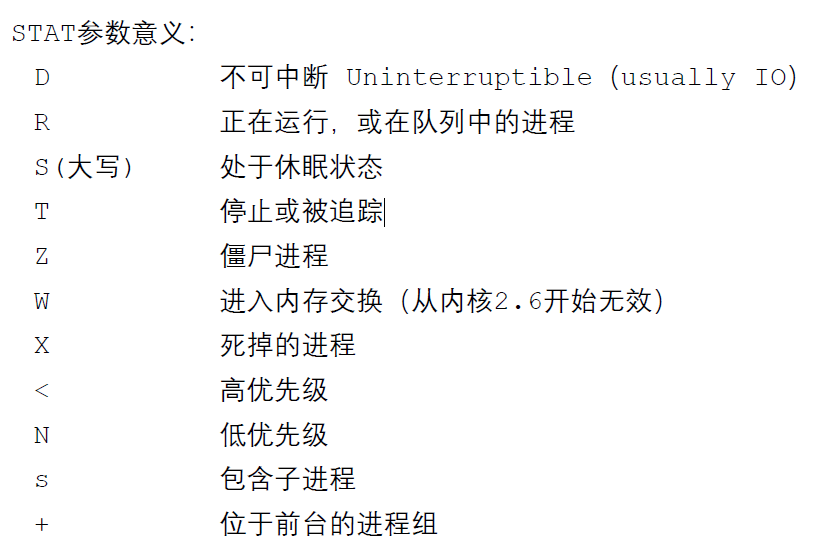 STAT参数意义：
D 不可中断 Uninterruptible（usually IO）
R 正在运行，或在队列中的进程
S(大写) 处于休眠状态
T 停止或被追踪
Z 僵尸进程
W 进入内存交换（从内核2.6开始无效）
X 死掉的进程
< 高优先级
N 低优先级
s 包含子进程
+ 位于前台的进程组